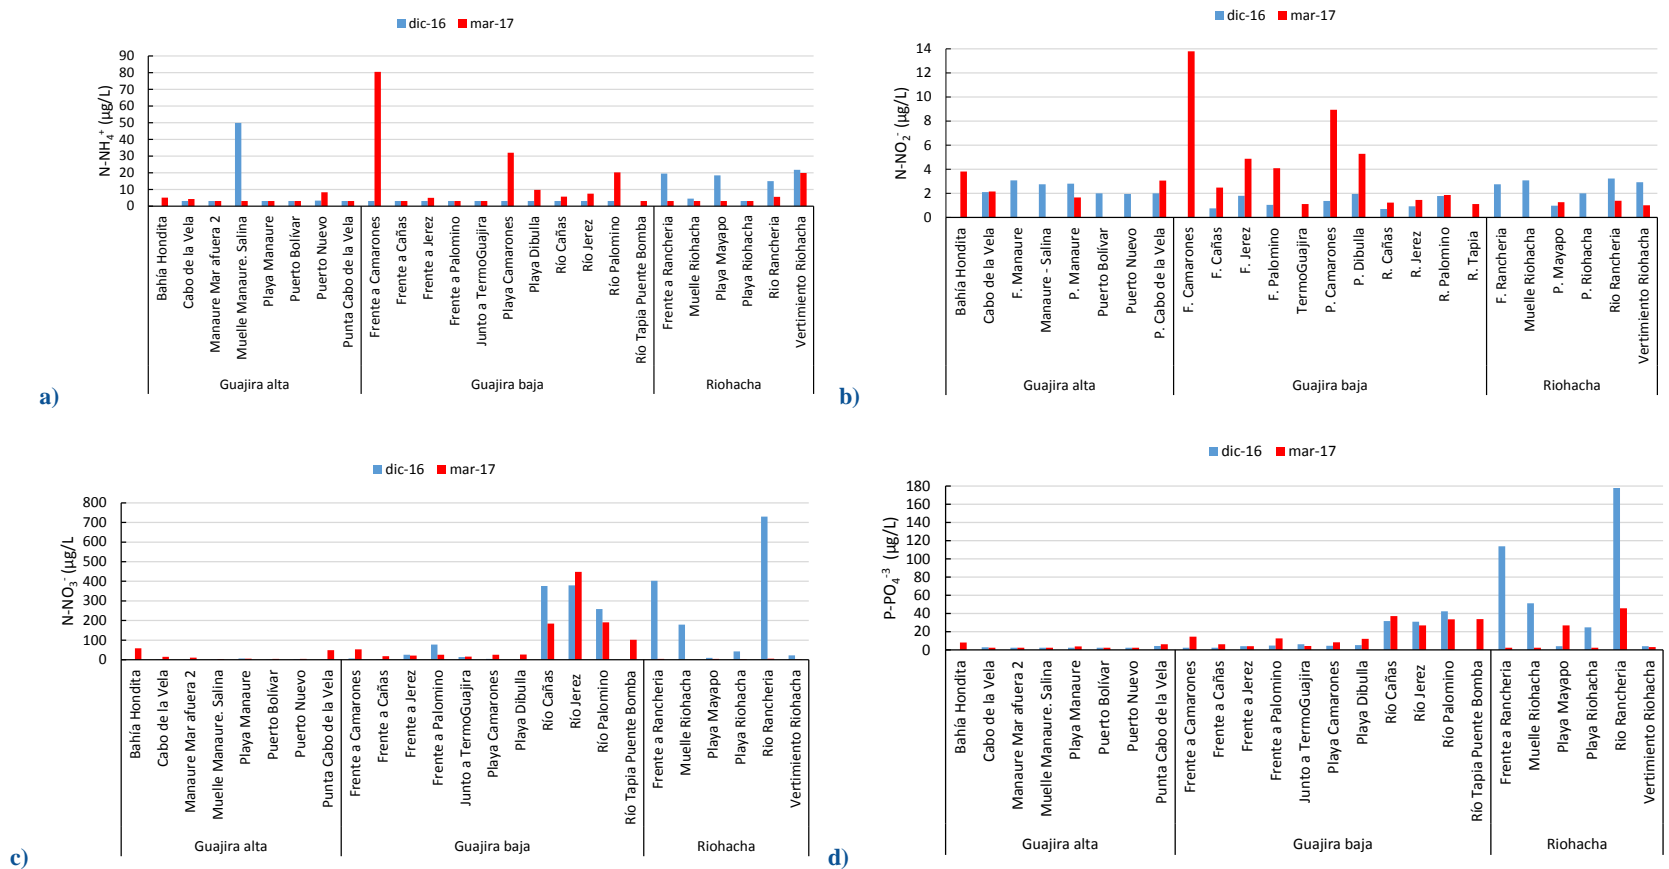 dic-16 mar-17
N-NH₄⁺ (µg/L)
90
80
70
60
50
40
30
20
10
0
Bahía Hondita
Cabo de la Vela
Manaure Mar afuera 2
Muelle Manaure. Salina
Playa Manaure
Puerto Bolívar
Puerto Nuevo
Punta Cabo de la Vela
Frente a Camarones
Frente a Cañas
Frente a Jerez
Frente a Palomino
Junto a TermoGuajira
Playa Camarones
Playa Dibulla
Río Cañas
Río Jerez
Río Palomino
Río Tapia Puente Bomba
Frente a Ranchería
Muelle Riohacha
Playa Mayapo
Playa Riohacha
Rio Ranchería
Vertimiento Riohacha
Guajira alta
Guajira baja
Riohacha
a)
dic-16 mar-17
N-NO₂⁻ (µg/L)
14
12
10
8
6
4
2
0
Bahía Hondita
Cabo de la Vela
F. Manaure
Manaure - Salina
P. Manaure
Puerto Bolívar
Puerto Nuevo
P. Cabo de la Vela
F. Camarones
F. Cañas
F. Jerez
F. Palomino
TermoGuajira
P. Camarones
P. Dibulla
R. Cañas
R. Jerez
R. Palomino
R. Tapia
F. Ranchería
Muelle Riohacha
P. Mayapo
P. Riohacha
Río Ranchería
Vertimiento Riohacha
Guajira alta
Guajira baja
Riohacha
b)
dic-16 mar-17
N-NO₃⁻ (µg/L
800
700
600
500
400
300
200
100
0
Bahía Hondita
Cabo de la Vela
Manaure Mar afuera 2
Muelle Manaure. Salina
Playa Manaure
Puerto Bolívar
Puerto Nuevo
Punta Cabo de la Vela
Frente a Camarones
Frente a Cañas
Frente a Jerez
Frente a Palomino
Junto a TermoGuajira
Playa Camarones
Playa Dibulla
Río Cañas
Río Jerez
Río Palomino
Río Tapia Puente Bomba
Frente a Ranchería
Muelle Riohacha
Playa Mayapo
Playa Riohacha
Rio Ranchería
Vertimiento Riohacha
Guajira alta
Guajira baja
Riohacha
c)
dic-16 mar-17
P-PO₄⁻³ (µg/L)
180
160
140
120
100
80
60
40
20
0
Bahía Hondita
Cabo de la Vela
Manaure Mar afuera 2
Muelle Manaure. Salina
Playa Manaure
Puerto Bolívar
Puerto Nuevo
Punta Cabo de la Vela
Frente a Camarones
Frente a Cañas
Frente a Jerez
Frente a Palomino
Junto a TermoGuajira
Playa Camarones
Playa Dibulla
Río Cañas
Río Jerez
Río Palomino
Río Tapia Puente Bomba
Frente a Ranchería
Muelle Riohacha
Playa Mayapo
Playa Riohacha
Rio Ranchería
Vertimiento Riohacha
Guajira alta
Guajira baja
Riohacha
d)